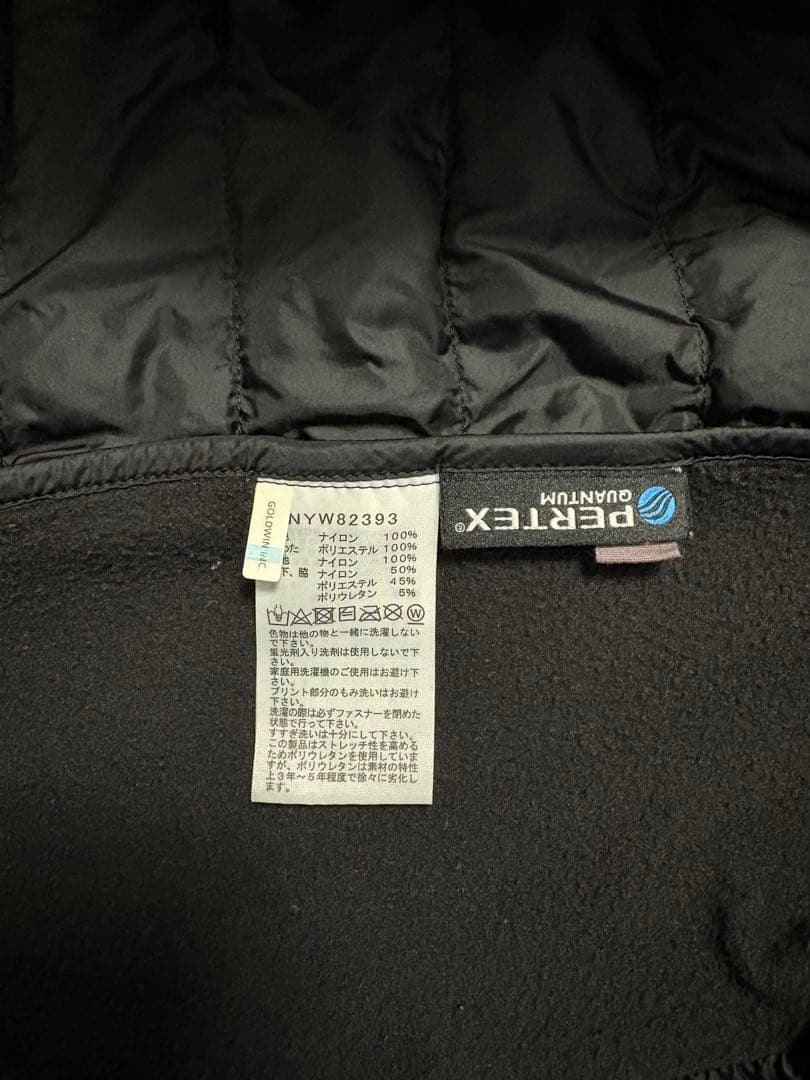 NYW82393
ナイロン 100%
わた ポリエステル 100%
地 ナイロン
下、脇 50%
ポリエステル 45%
ポリウレタン 5%
色物は他の物と一緒に洗濯しない
で下さい。
蛍光剤入り洗剤は使用しないで下
さい。
家庭用洗濯機のご使用はお避け下
さい。
プリント部分のもみ洗いはお避け
下さい。
洗濯の際は必ずファスナーを閉めた
状態で行って下さい。
すすぎ洗いは十分にして下さい。
この製品はストレッチ性を高める
ためポリウレタンを使用しています
が、ポリウレタンは素材の特性
上3年〜5年程度で徐々に劣化し
ます。
GOLDWIN INC.
PERTEX®
QUANTUM